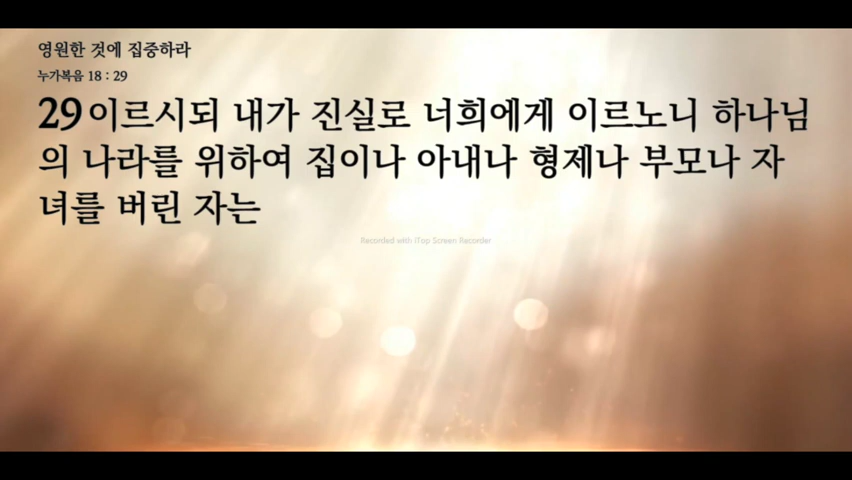 영원한 것에 집중하라
누가복음 18 : 29
29 이르시되 내가 진실로 너희에게 이르노니 하나님
의 나라를 위하여 집이나 아내나 형제나 부모나 자
녀를 버린 자는
Recorded with iTop Screen Recorder